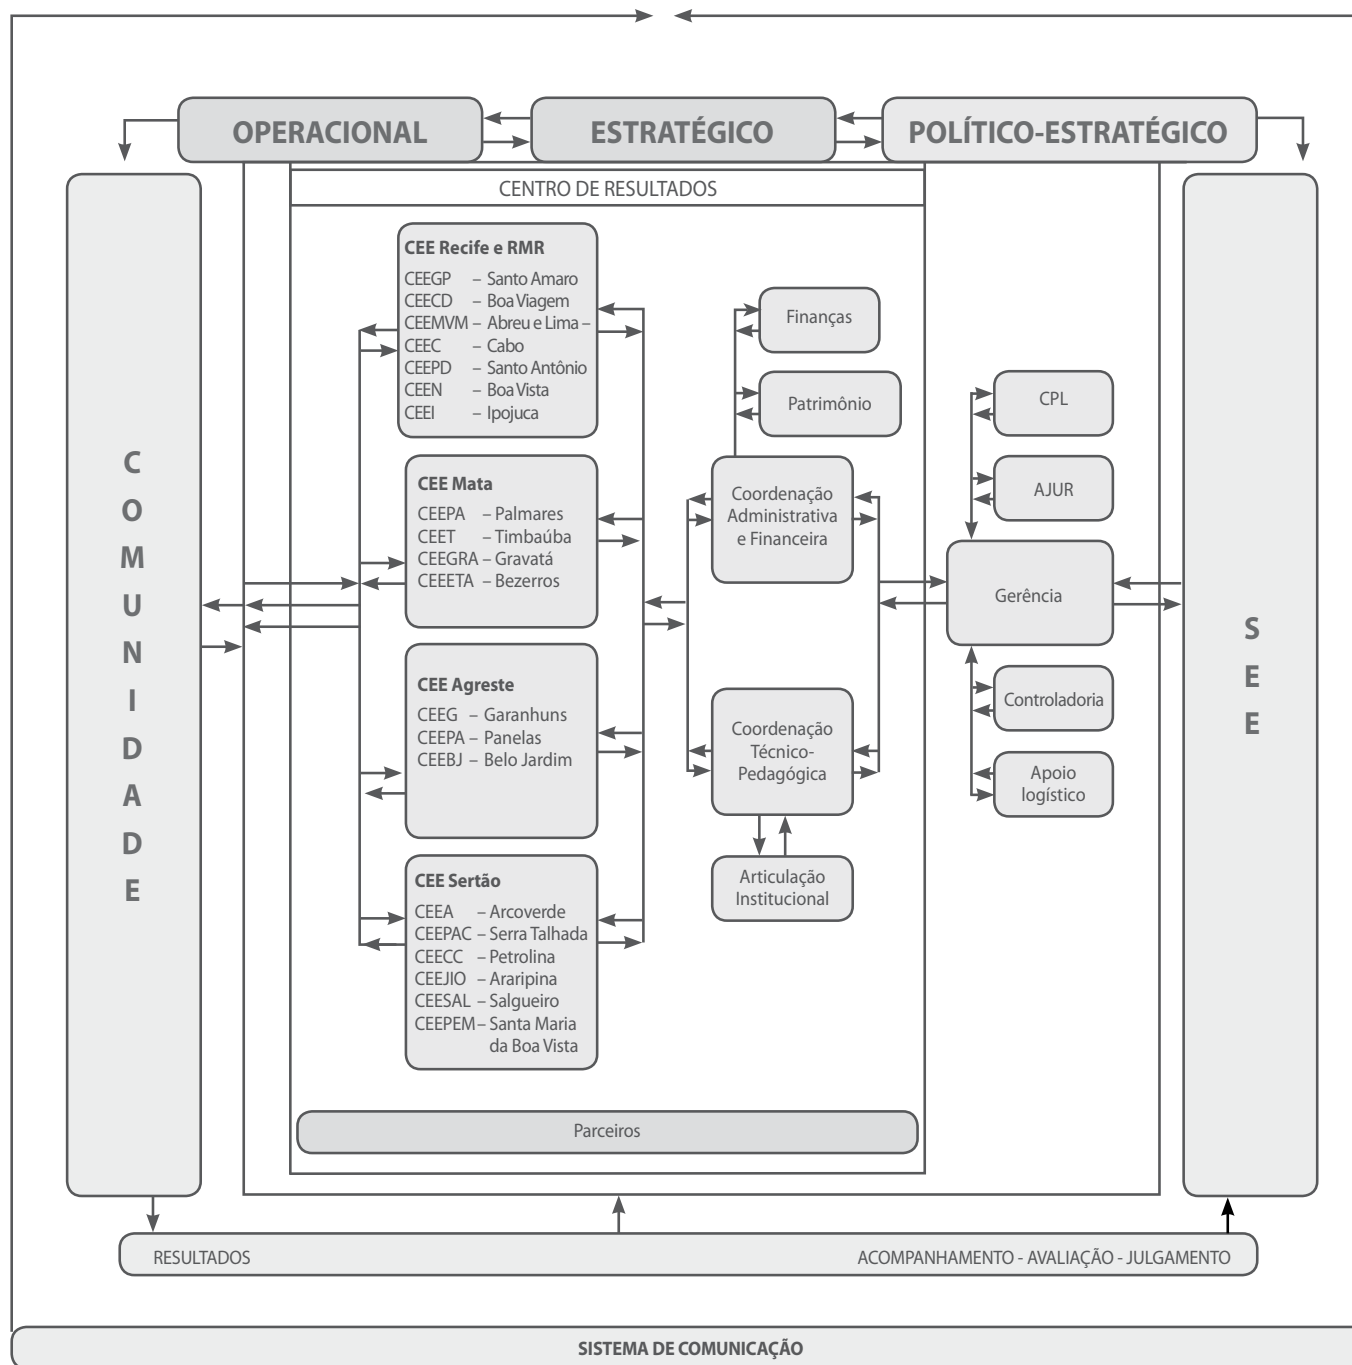 OPERACIONAL
ESTRATÉGICO
POLÍTICO-ESTRATÉGICO
CENTRO DE RESULTADOS
COMUNIDADE
CEE Recife e RMR
CEEGP – Santo Amaro
CEECD – Boa Viagem
CEEMVM – Abreu e Lima –
CEEC – Cabo
CEEPD – Santo Antônio
CEEN – Boa Vista
CEEI – Ipojuca
CEE Mata
CEEPA – Palmares
CEET – Timbaúba
CEEGRA – Gravatá
CEEETA – Bezerros
CEE Agreste
CEEG – Garanhuns
CEEPA – Panelas
CEEBJ – Belo Jardim
CEE Sertão
CEEA – Arcoverde
CEEPAC – Serra Talhada
CEECC – Petrolina
CEEJIO – Araripina
CEESAL – Salgueiro
CEEPEM – Santa Maria
da Boa Vista
Finanças
Patrimônio
Coordenação
Administrativa
e Financeira
Coordenação
Técnico-
Pedagógica
Articulação
Institucional
CPL
AJUR
Gerência
Controladoria
Apoio
logístico
SEE
Parceiros
RESULTADOS
ACOMPANHAMENTO - AVALIAÇÃO - JULGAMENTO
SISTEMA DE COMUNICAÇÃO